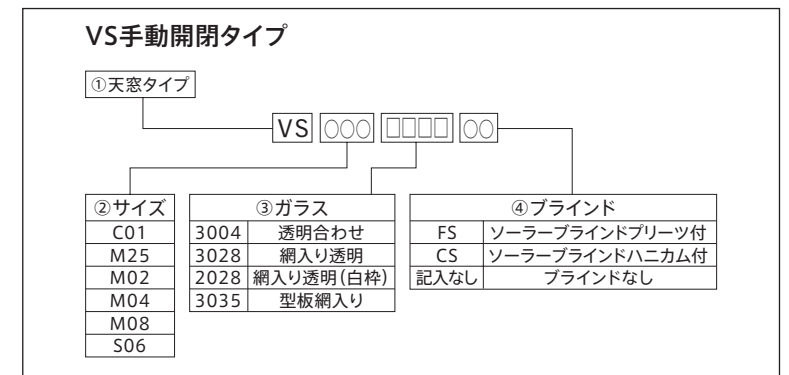 VS手動開閉タイプ
①天窓タイプ
VS ○○○ □□□□ ○○
②サイズ
C01
M25
M02
M04
M08
S06
③ガラス
3004 透明合わせ
3028 網入り透明
2028 網入り透明(白枠)
3035 型板網入り
④ブラインド
FS ソーラーブラインドプリーツ付
CS ソーラーブラインドハニカム付
記入なし ブラインドなし